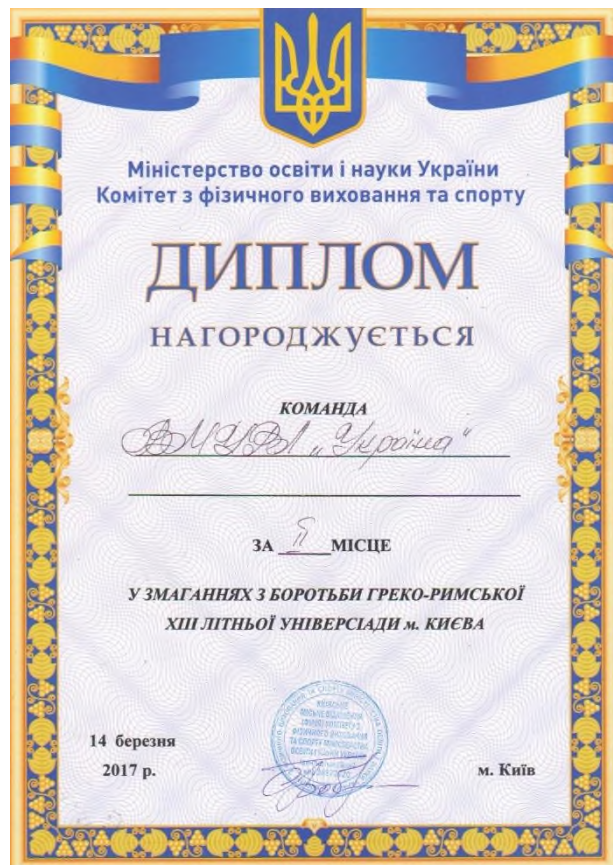 Міністерство освіти і науки України
Комітет з фізичного виховання та спорту
ДИПЛОМ
НАГОРОДЖУЄТЬСЯ
КОМАНДА
„Україна“
ЗА II МІСЦЕ
У ЗМАГАННЯХ З БОРОТЬБИ ГРЕКО-РИМСЬКОЇ
XIII ЛІТНЬОЇ УНІВЕРСІАДИ м. КИЄВА
14 березня
2017 р.
м. Київ